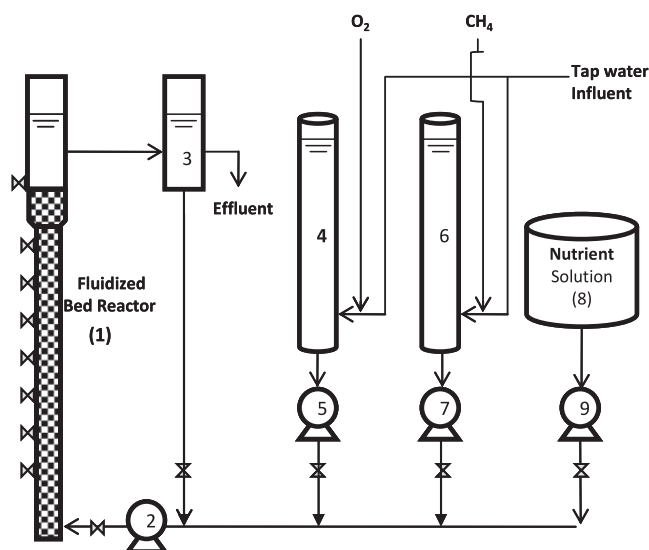 O₂
CH₄
Tap water
Influent
3
Effluent
4
6
Nutrient
Solution
(8)
Fluidized
Bed Reactor
(1)
5
7
9
2